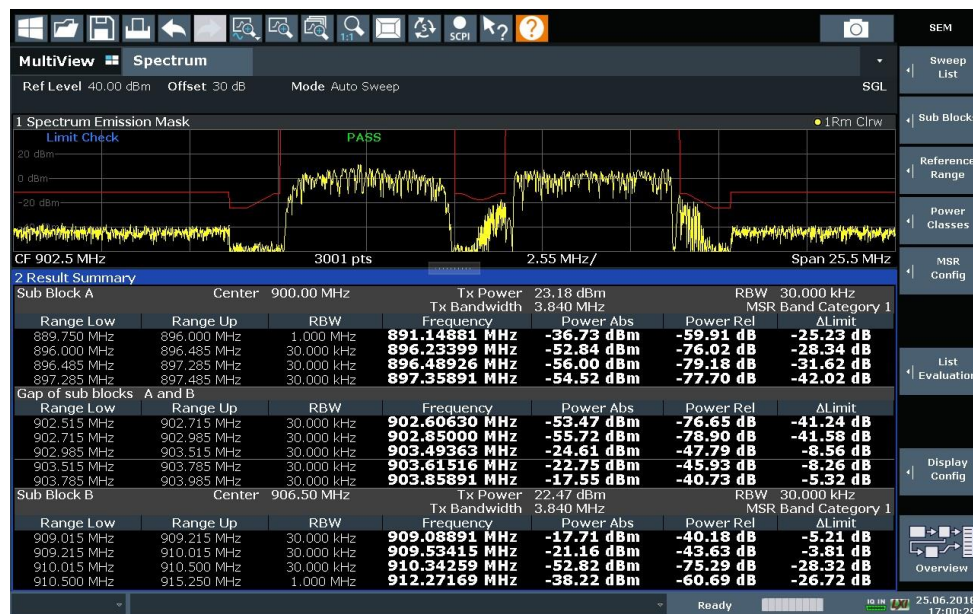 SCPI
1:1
SEM
MultiView Spectrum
Ref Level 40.00 dBm Offset 30 dB Mode Auto Sweep SGL
Sweep List
1 Spectrum Emission Mask 1Rm Clrw
Limit Check PASS
20 dBm
0 dBm
-20 dBm
CF 902.5 MHz 3001 pts 2.55 MHz/ Span 25.5 MHz
Sub Block
Reference Range
Power Classes
MSR Config
2 Result Summary
Sub Block A Center 900.00 MHz Tx Power 23.18 dBm RBW 30.000 kHz
Tx Bandwidth 3.840 MHz MSR Band Category 1
Range Low Range Up RBW Frequency Power Abs Power Rel ΔLimit
889.750 MHz 896.000 MHz 1.000 MHz 891.14881 MHz -36.73 dBm -59.91 dB -25.23 dB
896.000 MHz 896.485 MHz 30.000 kHz 896.23399 MHz -52.84 dBm -76.02 dB -28.34 dB
896.485 MHz 897.285 MHz 30.000 kHz 896.48926 MHz -56.00 dBm -79.18 dB -31.62 dB
897.285 MHz 897.485 MHz 30.000 kHz 897.35891 MHz -54.52 dBm -77.70 dB -42.02 dB
Gap of sub blocks A and B
Range Low Range Up RBW Frequency Power Abs Power Rel ΔLimit
902.515 MHz 902.715 MHz 30.000 kHz 902.60630 MHz -53.47 dBm -76.65 dB -41.24 dB
902.715 MHz 902.985 MHz 30.000 kHz 902.85000 MHz -55.72 dBm -78.90 dB -41.58 dB
902.985 MHz 903.515 MHz 30.000 kHz 903.49363 MHz -24.61 dBm -47.79 dB -8.56 dB
903.515 MHz 903.785 MHz 30.000 kHz 903.61516 MHz -22.75 dBm -45.93 dB -8.26 dB
903.785 MHz 903.985 MHz 30.000 kHz 903.85891 MHz -17.55 dBm -40.73 dB -5.32 dB
Sub Block B Center 906.50 MHz Tx Power 22.47 dBm RBW 30.000 kHz
Tx Bandwidth 3.840 MHz MSR Band Category 1
Range Low Range Up RBW Frequency Power Abs Power Rel ΔLimit
909.015 MHz 909.215 MHz 30.000 kHz 909.08891 MHz -17.71 dBm -40.18 dB -5.21 dB
909.215 MHz 910.015 MHz 30.000 kHz 909.53415 MHz -21.16 dBm -43.63 dB -3.81 dB
910.015 MHz 910.500 MHz 30.000 kHz 910.34259 MHz -52.82 dBm -75.29 dB -28.32 dB
910.500 MHz 915.250 MHz 1.000 MHz 912.27169 MHz -38.22 dBm -60.69 dB -26.72 dB
List Evaluation
Display Config
Overview
Ready
IQ IN LXI 25.06.2018
17:00:29